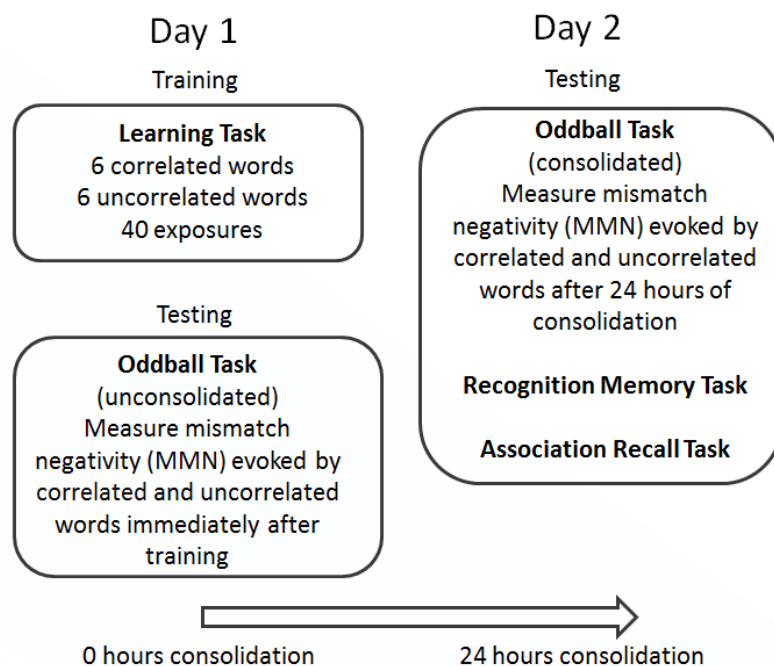 Day 1
Training
Learning Task
6 correlated words
6 uncorrelated words
40 exposures
Testing
Oddball Task
(unconsolidated)
Measure mismatch
negativity (MMN) evoked by
correlated and uncorrelated
words immediately after
training
Day 2
Testing
Oddball Task
(consolidated)
Measure mismatch
negativity (MMN) evoked by
correlated and uncorrelated
words after 24 hours of
consolidation
Recognition Memory Task
Association Recall Task
0 hours consolidation
24 hours consolidation